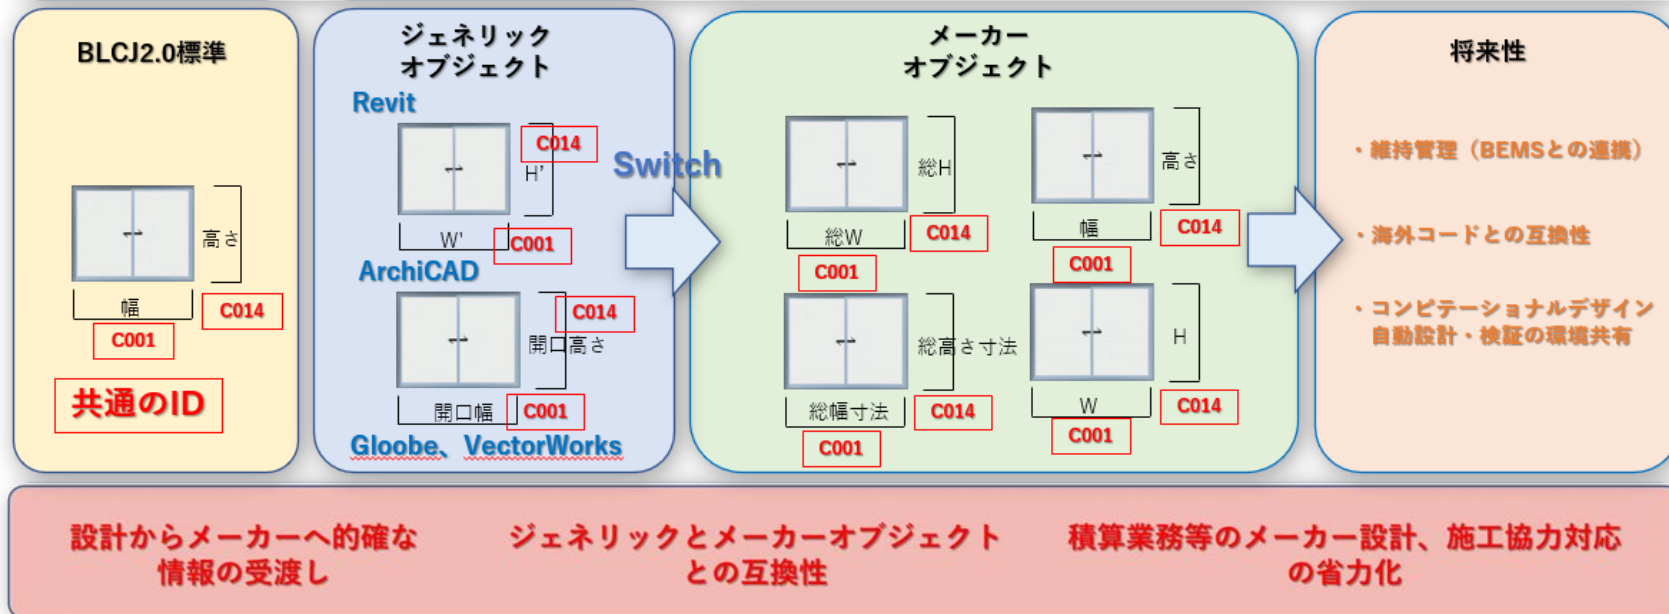 BLCJ2.0標準
高さ
幅
C014
C001
共通のID
ジェネリック
オブジェクト
Revit
C014
H'
W'
C001
ArchiCAD
C014
開口高さ
開口幅
C001
Gloobe、VectorWorks
Switch
メーカー
オブジェクト
総H
総W
C014
C001
高さ
幅
C014
C001
総高さ寸法
総幅寸法
C014
C001
H
W
C014
C001
将来性
・維持管理（BEMSとの連携）
・海外コードとの互換性
・コンピテーショナルデザイン
自動設計・検証の環境共有
設計からメーカーへ的確な
情報の受渡し
ジェネリックとメーカーオブジェクト
との互換性
積算業務等のメーカー設計、施工協力対応
の省力化